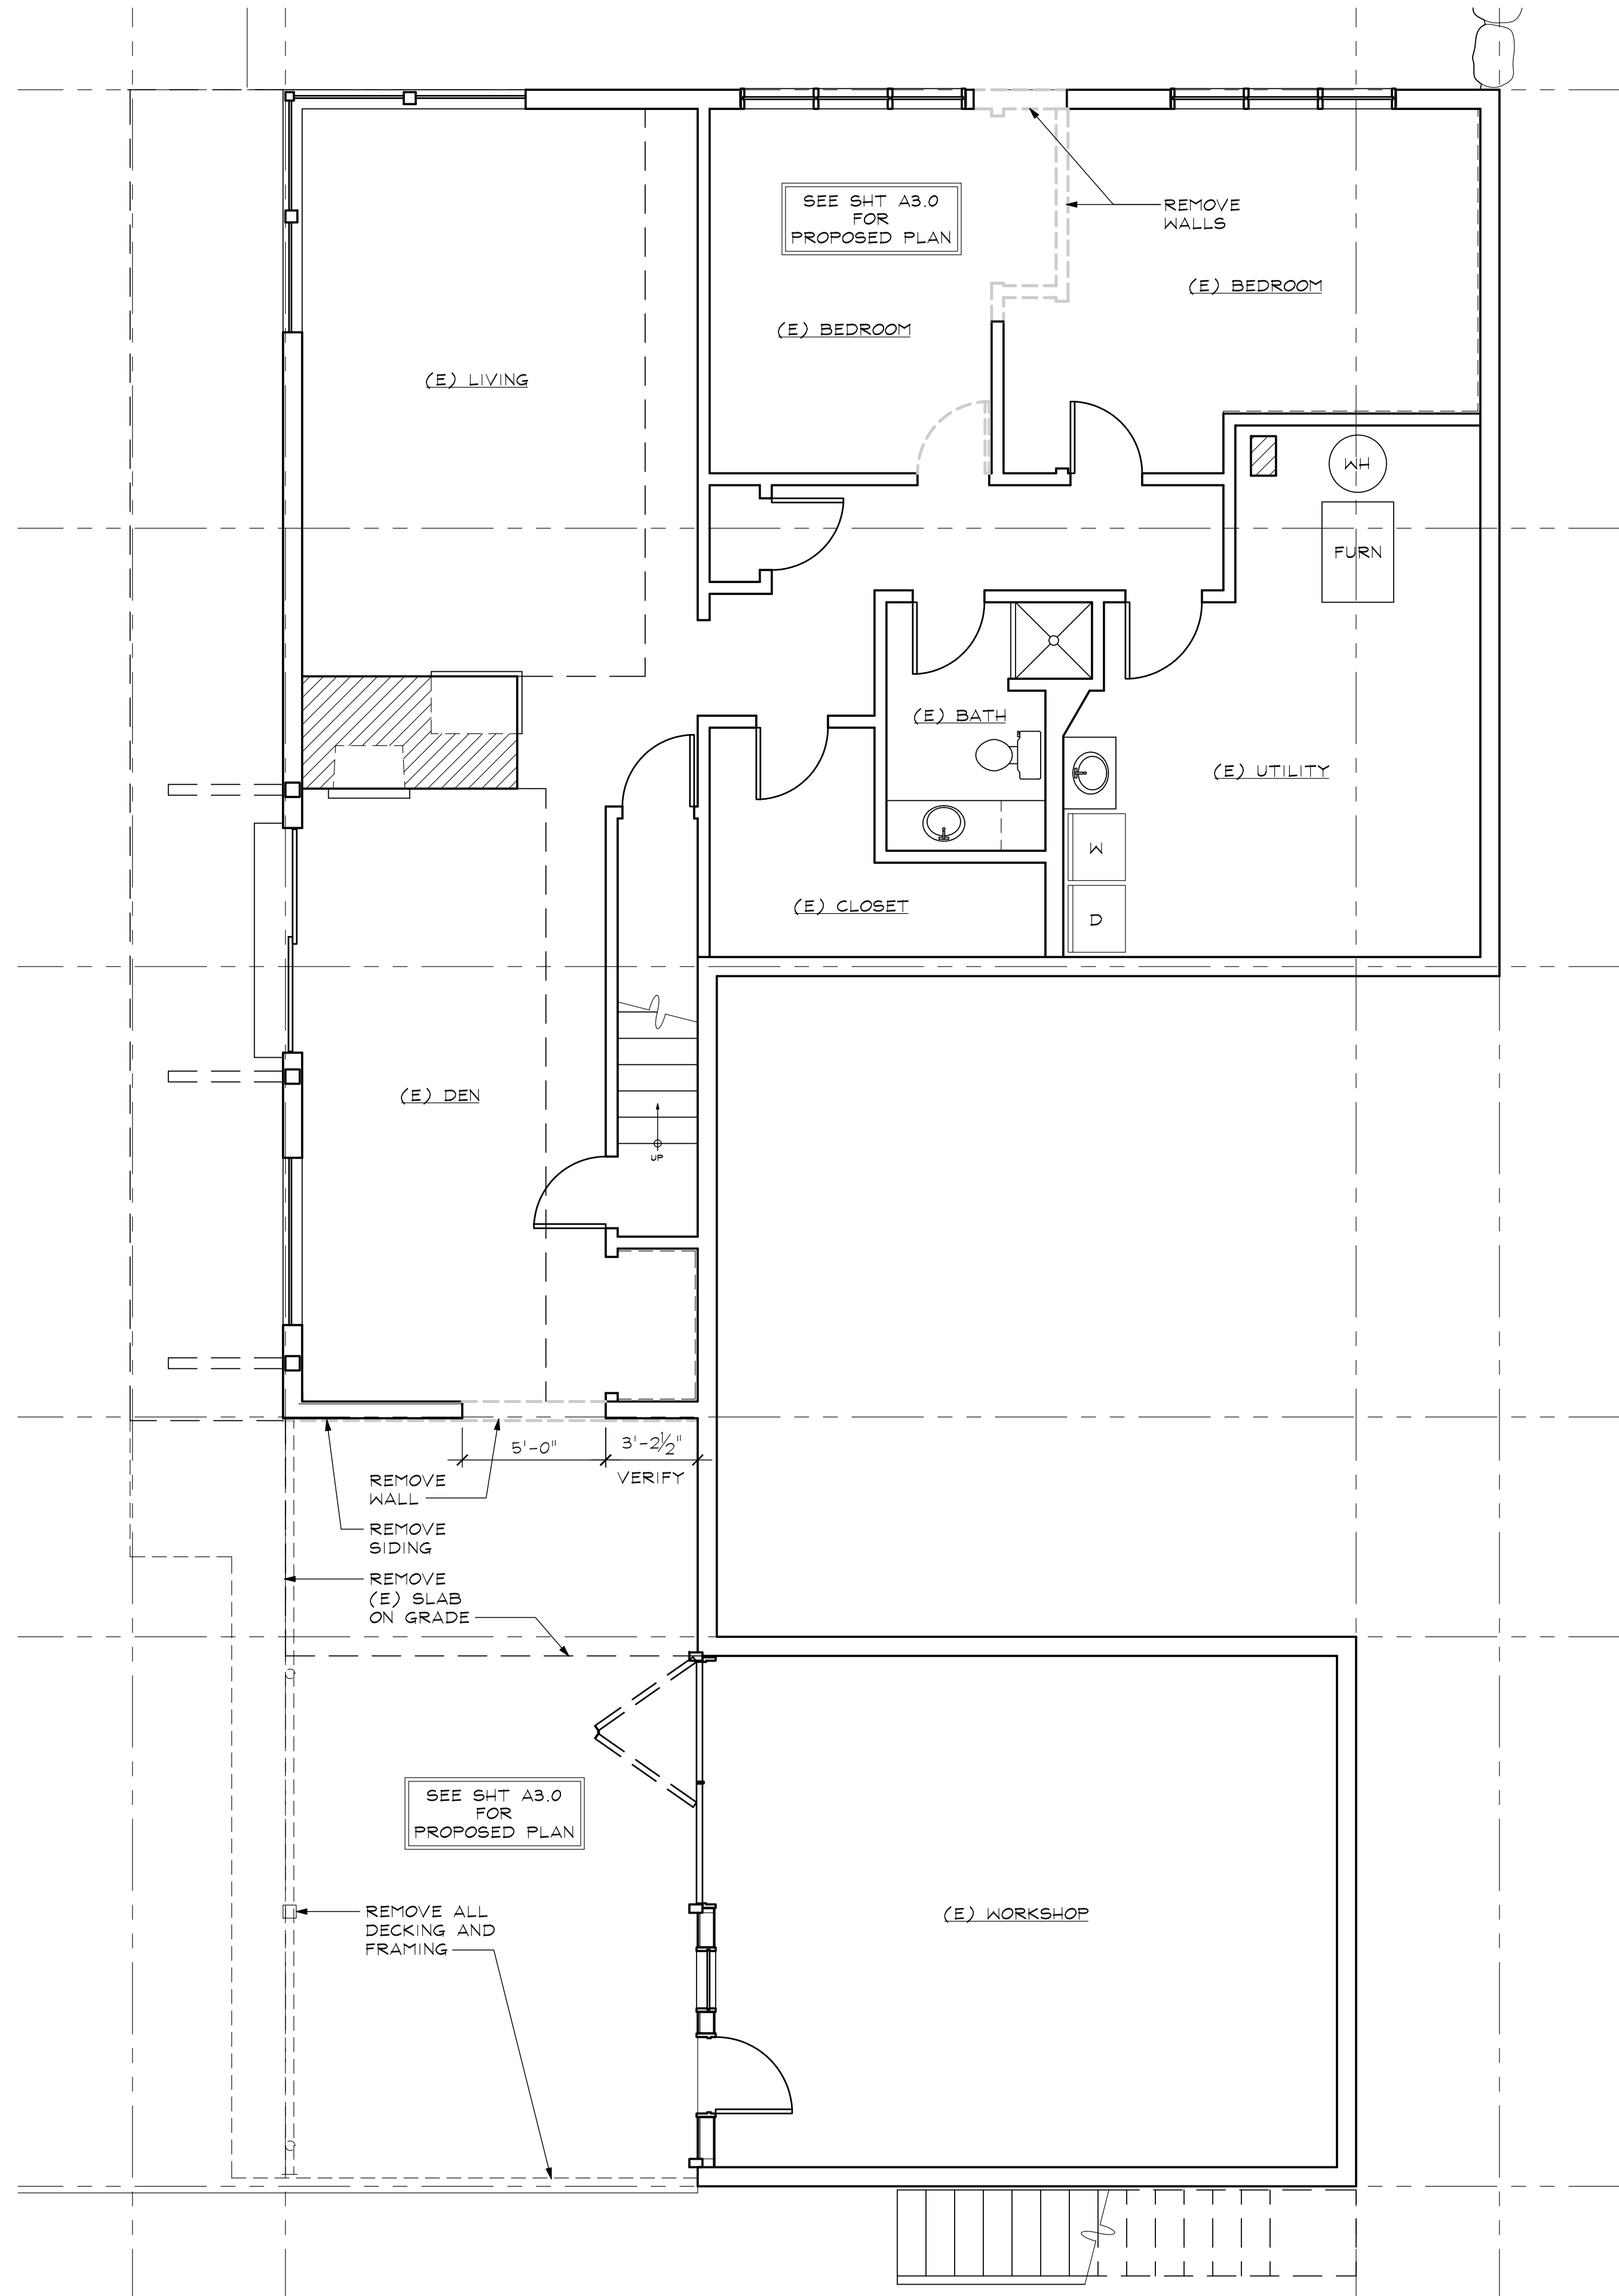 SEE SHT A3.0
FOR
PROPOSED PLAN
REMOVE
WALLS
(E) BEDROOM
(E) BEDROOM
(E) LIVING
WH
FURN
(E) BATH
(E) UTILITY
W
(E) CLOSET
D
(E) DEN
UP
5'-0"
3'-2½"
VERIFY
REMOVE
WALL
REMOVE
SIDING
REMOVE
(E) SLAB
ON GRADE
SEE SHT A3.0
FOR
PROPOSED PLAN
REMOVE ALL
DECKING AND
FRAMING
(E) WORKSHOP